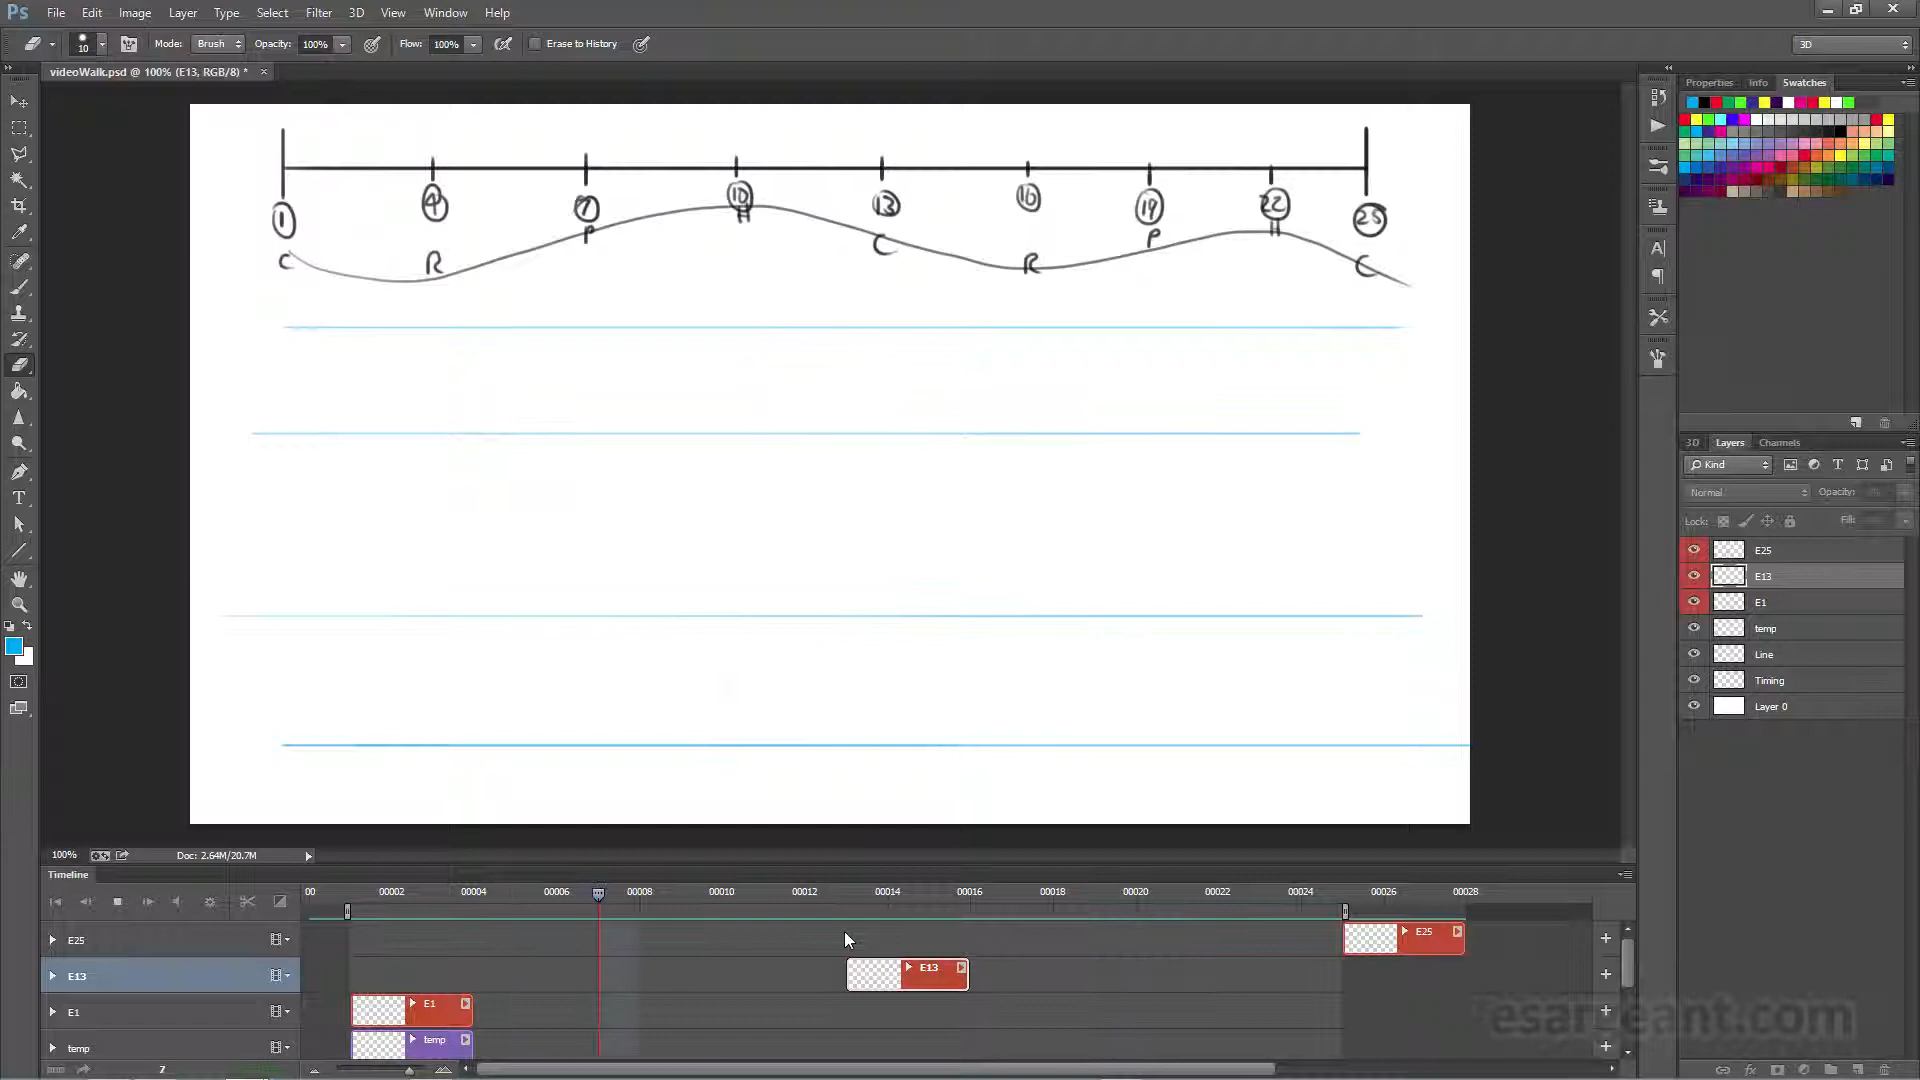 Ps File Edit Image Layer Type Select Filter 3D View Window Help
10 Mode: Brush Opacity: 100% Flow: 100% Erase to History 3D
videoWalk.psd @ 100% (E13, RGB/8) * ×
Properties Info Swatches
1 4 7 10 13 16 19 22 25
C R P H C R P H C
3D Layers Channels
Kind
Normal Opacity:
Lock: Fill:
E25
E13
E1
temp
Line
Timing
Layer 0
100% Doc: 2.64M/20.7M
Timeline
00 00002 00004 00006 00008 00010 00012 00014 00016 00018 00020 00022 00024 00026 00028
E25 E25
E13 E13
E1 E1
temp temp
7
esargeant.com